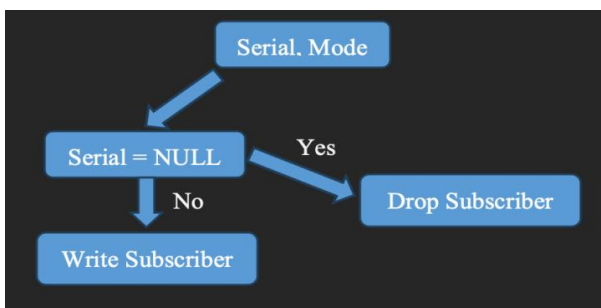 Serial, Mode
Serial = NULL
Yes
No
Drop Subscriber
Write Subscriber